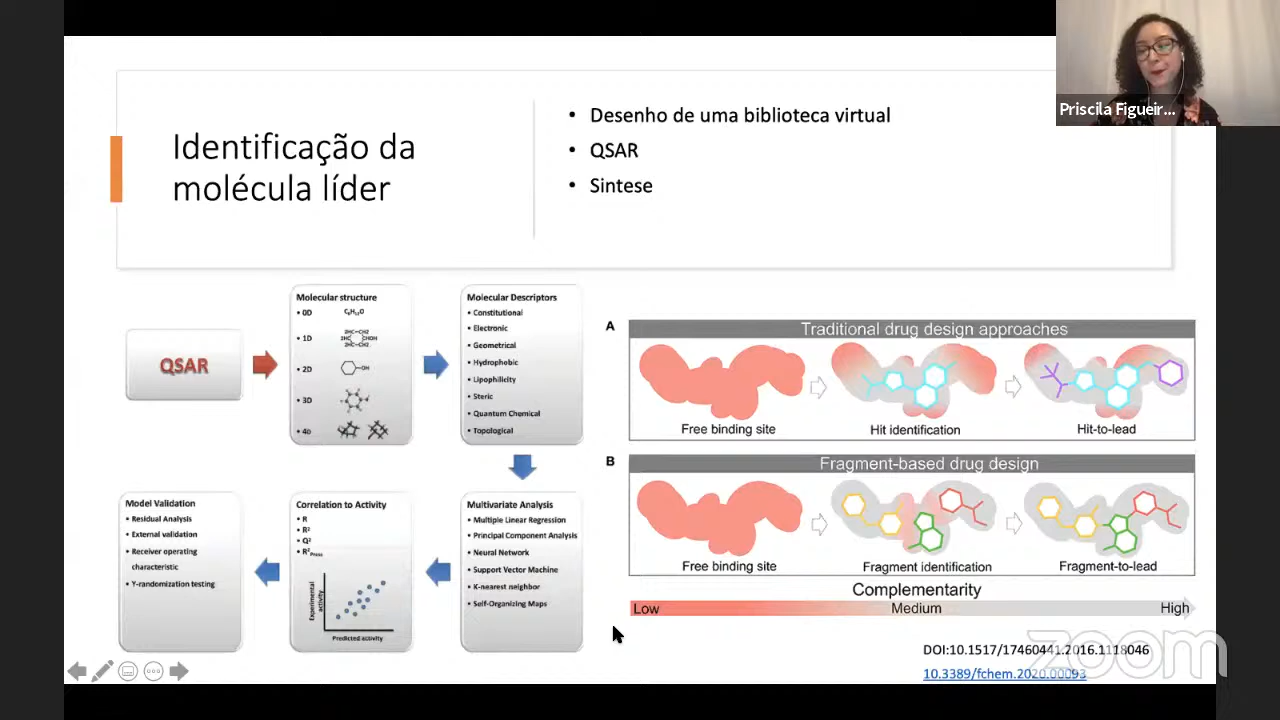 Priscila Figueir...
Identificação da
molécula líder
• Desenho de uma biblioteca virtual
• QSAR
• Sintese
QSAR
Molecular structure
• 0D
• 1D
• 2D
• 3D
• 4D
Molecular Descriptors
• Constitutional
• Electronic
• Geometrical
• Hydrophobic
• Lipophilicity
• Steric
• Quantum Chemical
• Topological
Model Validation
• Residual Analysis
• External validation
• Receiver operating
characteristic
• Y-randomization testing
Correlation to Activity
• R
• R²
• Q²
• R²Press
Experimental
activity
Predicted activity
Multivariate Analysis
• Multiple Linear Regression
• Principal Component Analysis
• Neural Network
• Support Vector Machine
• K-nearest neighbor
• Self-Organizing Maps
A
Traditional drug design approaches
Free binding site
Hit identification
Hit-to-lead
B
Fragment-based drug design
Free binding site
Fragment identification
Fragment-to-lead
Complementarity
Low
Medium
High
DOI:10.1517/17460441.2016.1118046
10.3389/fchem.2020.00093
zoom